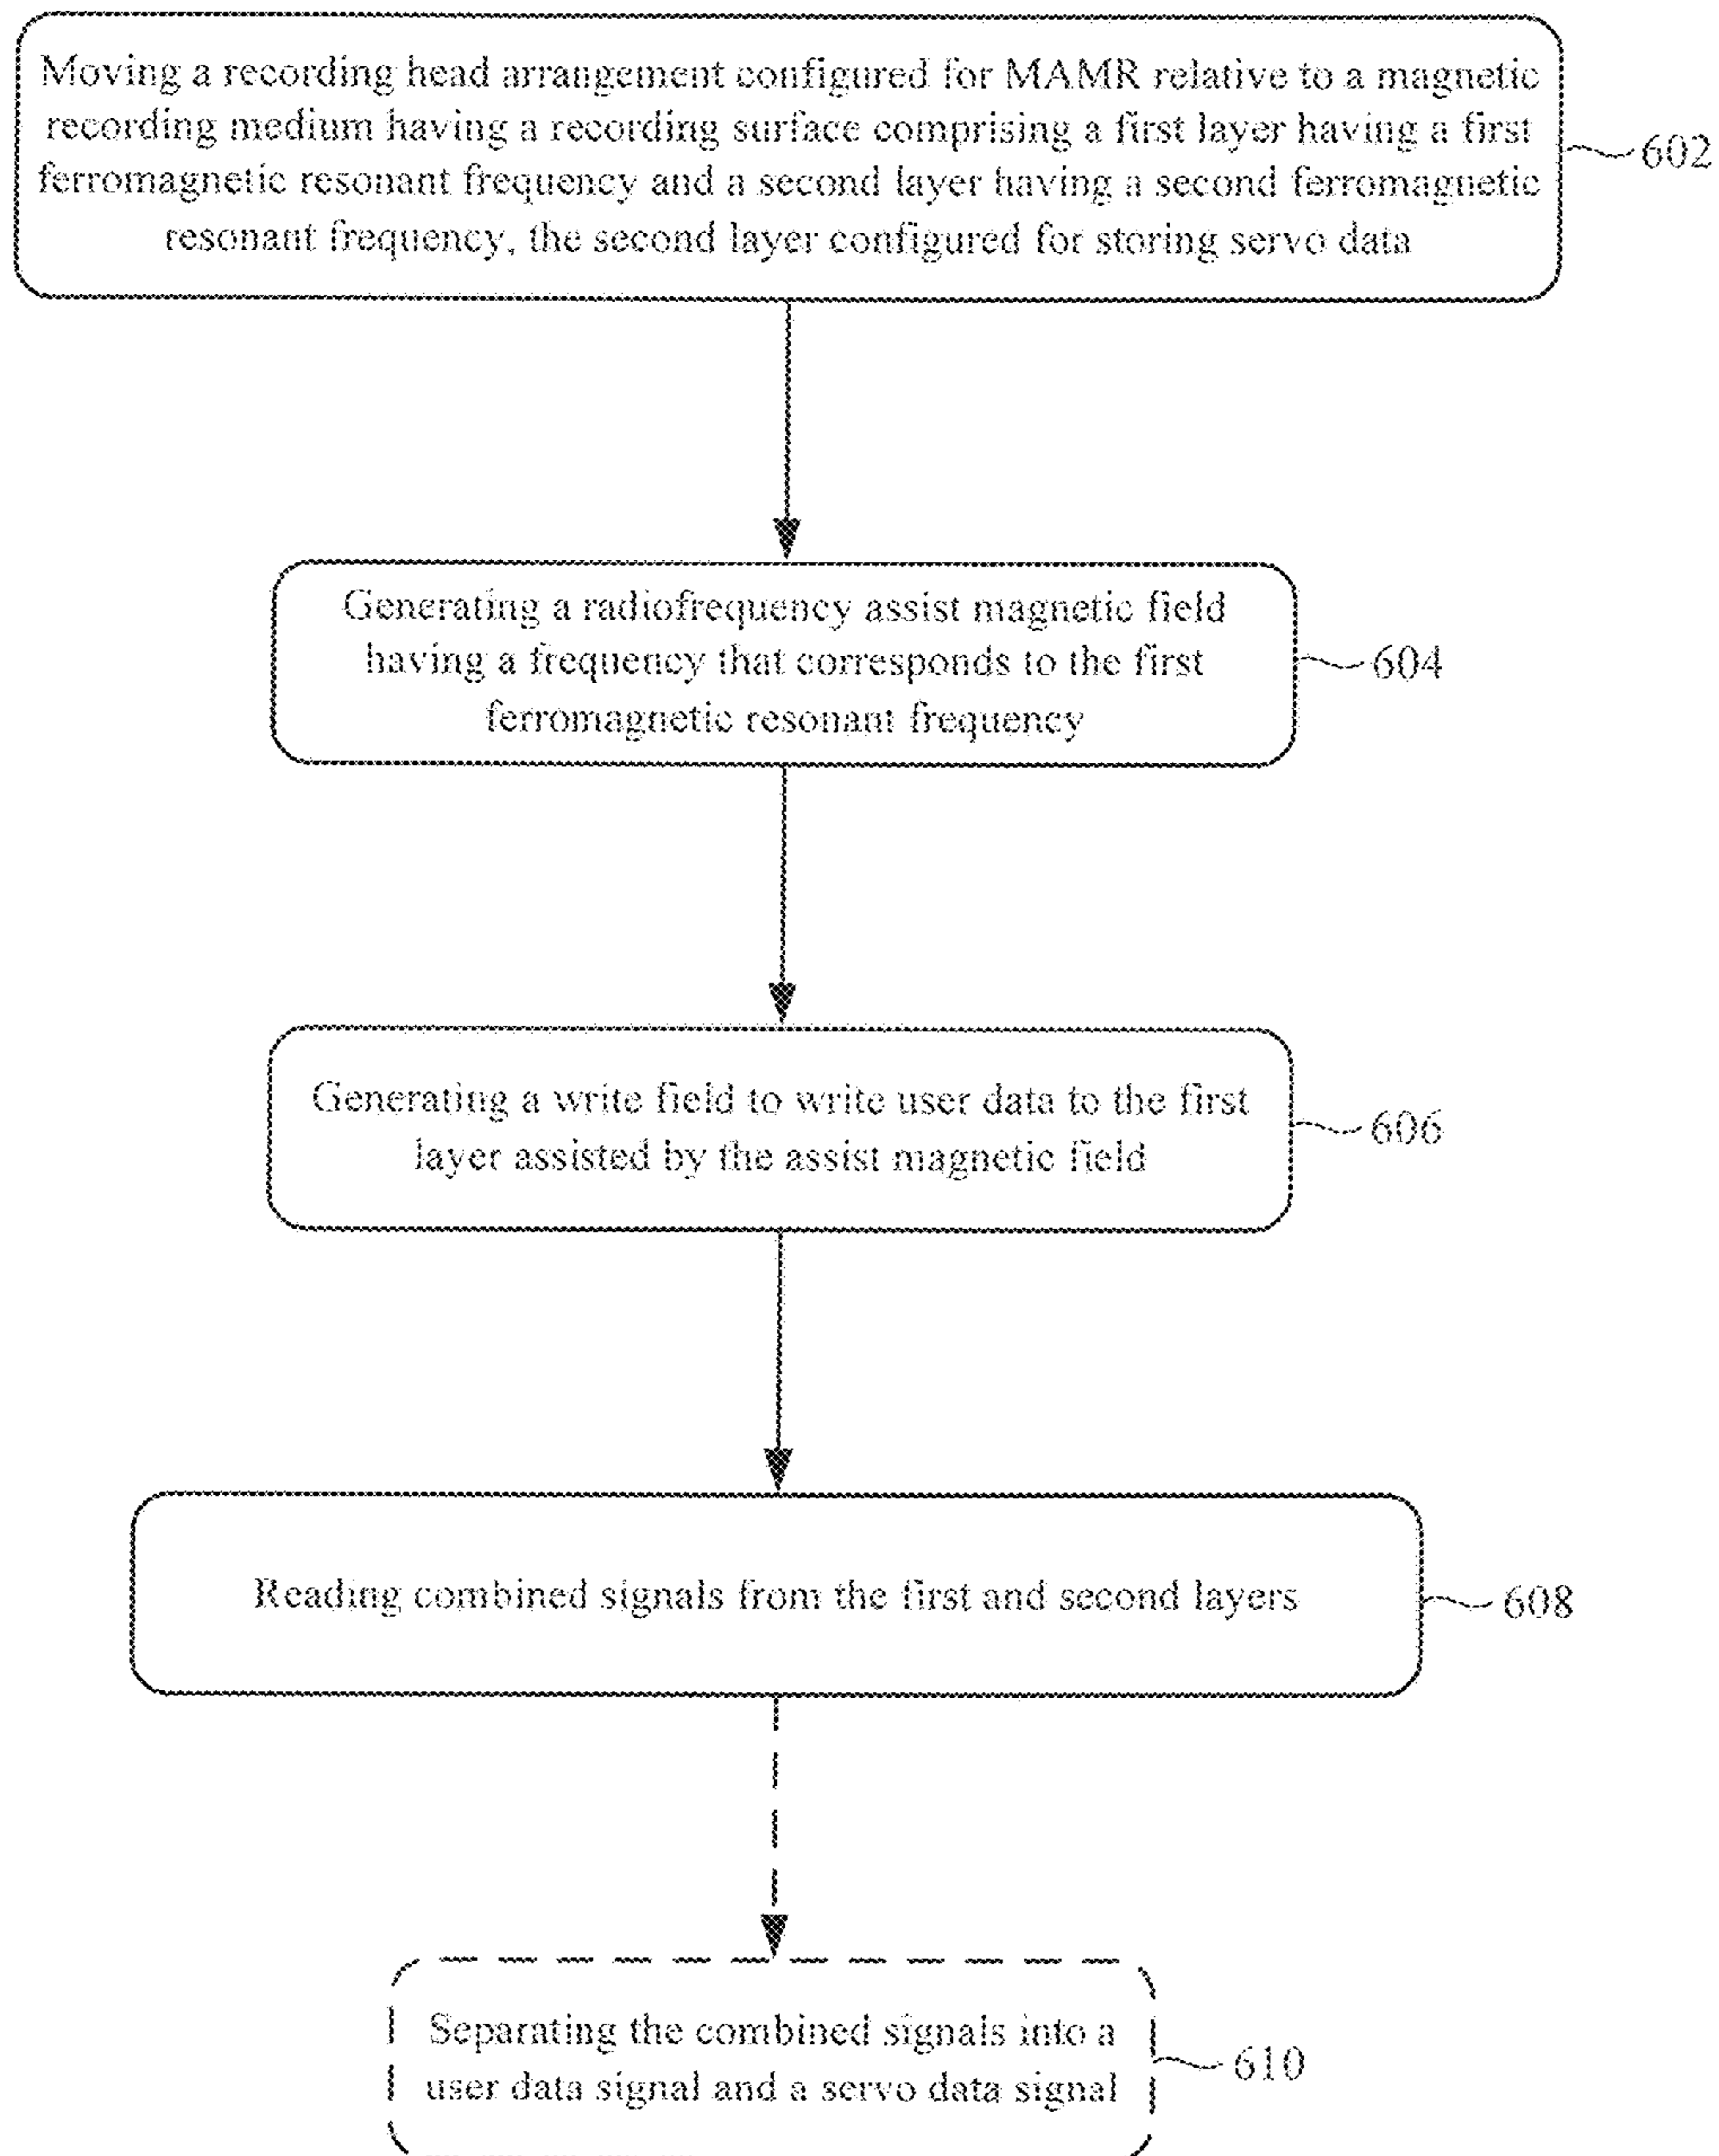 Moving a recording head arrangement configured for MAMR relative to a magnetic
recording medium having a recording surface comprising a first layer having a first
ferromagnetic resonant frequency and a second layer having a second ferromagnetic
resonant frequency, the second layer configured for storing servo data
602
Generating a radiofrequency assist magnetic field
having a frequency that corresponds to the first
ferromagnetic resonant frequency
604
Generating a write field to write user data to the first
layer assisted by the assist magnetic field
606
Reading combined signals from the first and second layers
608
Separating the combined signals into a
user data signal and a servo data signal
610